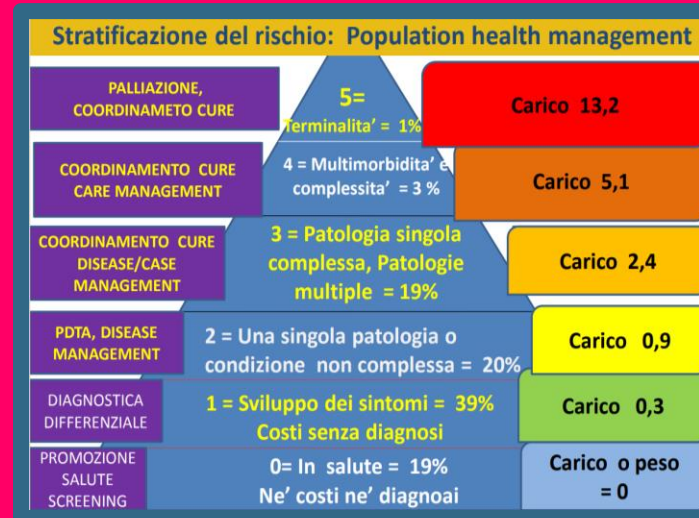 Stratificazione del rischio: Population health management
PALLIAZIONE,
COORDINAMETO CURE
5=
Terminalita' = 1%
Carico 13,2
COORDINAMENTO CURE
CARE MANAGEMENT
4 = Multimorbidita' e
complessita' = 3 %
Carico 5,1
COORDINAMENTO CURE
DISEASE/CASE
MANAGEMENT
3 = Patologia singola
complessa, Patologie
multiple = 19%
Carico 2,4
PDTA, DISEASE
MANAGEMENT
2 = Una singola patologia o
condizione non complessa = 20%
Carico 0,9
DIAGNOSTICA
DIFFERENZIALE
1 = Sviluppo dei sintomi = 39%
Costi senza diagnosi
Carico 0,3
PROMOZIONE
SALUTE
SCREENING
0= In salute = 19%
Ne' costi ne' diagnoai
Carico o peso
= 0